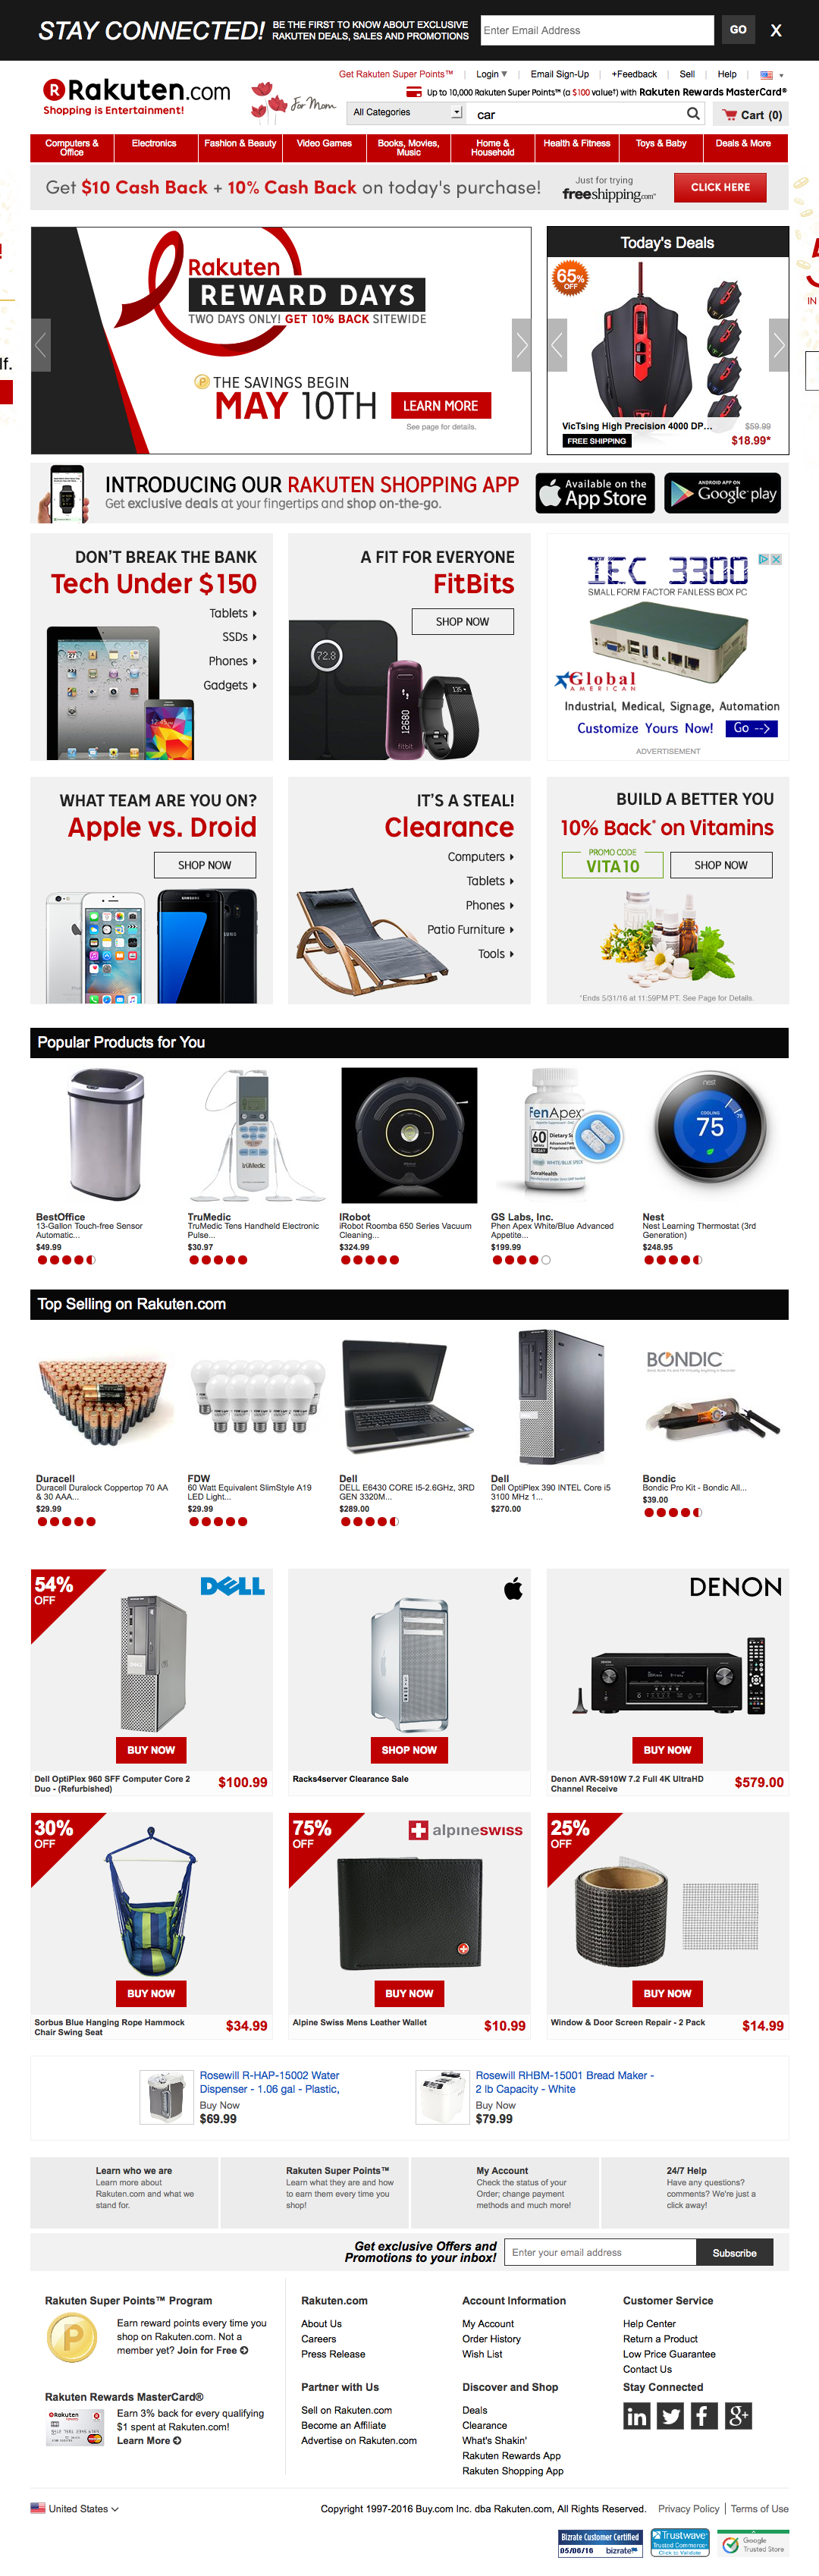 STAY CONNECTED!
BE THE FIRST TO KNOW ABOUT EXCLUSIVE
RAKUTEN DEALS, SALES AND PROMOTIONS
Enter Email Address
GO
X
Get Rakuten Super Points™
Login
Email Sign-Up
+Feedback
Sell
Help
Rakuten.com
Shopping is Entertainment!
For Mom
Up to 10,000 Rakuten Super Points™ (a $100 value†) with Rakuten Rewards MasterCard®
All Categories
car
Cart (0)
Computers &
Office
Electronics
Fashion & Beauty
Video Games
Books, Movies,
Music
Home &
Household
Health & Fitness
Toys & Baby
Deals & More
Get $10 Cash Back + 10% Cash Back on today's purchase!
Just for trying
freeshipping.com™
CLICK HERE
Rakuten
REWARD DAYS
TWO DAYS ONLY! GET 10% BACK SITEWIDE
THE SAVINGS BEGIN
MAY 10TH
LEARN MORE
See page for details.
Today's Deals
65%
OFF
VicTsing High Precision 4000 DP...
$59.99
FREE SHIPPING
$18.99*
lf.
IN
INTRODUCING OUR RAKUTEN SHOPPING APP
Get exclusive deals at your fingertips and shop on-the-go.
Available on the
App Store
ANDROID APP ON
Google play
DON'T BREAK THE BANK
Tech Under $150
Tablets
SSDs
Phones
Gadgets
A FIT FOR EVERYONE
FitBits
SHOP NOW
72.8
12680
fitbit
135
IEC 3300
SMALL FORM FACTOR FANLESS BOX PC
Global
AMERICAN
Industrial, Medical, Signage, Automation
Customize Yours Now!
Go -->
ADVERTISEMENT
WHAT TEAM ARE YOU ON?
Apple vs. Droid
SHOP NOW
SAMSUNG
IT'S A STEAL!
Clearance
Computers
Tablets
Phones
Patio Furniture
Tools
BUILD A BETTER YOU
10% Back* on Vitamins
PROMO CODE
VITA10
SHOP NOW
*Ends 5/31/16 at 11:59PM PT. See Page for Details.
Popular Products for You
truMedic
FenApex
60
Dietary
WHITE/BLUE SPECK
SutraHealth
nest
COOLING
75
BestOffice
13-Gallon Touch-free Sensor
Automatic...
$49.99
TruMedic
TruMedic Tens Handheld Electronic
Pulse...
$30.97
IRobot
iRobot Roomba 650 Series Vacuum
Cleaning...
$324.99
GS Labs, Inc.
Phen Apex White/Blue Advanced
Appetite...
$199.99
Nest
Nest Learning Thermostat (3rd
Generation)
$248.95
Top Selling on Rakuten.com
BONDIC
Duracell
Duracell Duralock Coppertop 70 AA
& 30 AAA...
$29.99
FDW
60 Watt Equivalent SlimStyle A19
LED Light...
$29.99
Dell
DELL E6430 CORE I5-2.6GHz, 3RD
GEN 3320M...
$289.00
Dell
Dell OptiPlex 390 INTEL Core i5
3100 MHz 1...
$270.00
Bondic
Bondic Pro Kit - Bondic All...
$39.00
54%
OFF
DELL
BUY NOW
Dell OptiPlex 960 SFF Computer Core 2
Duo - (Refurbished)
$100.99
SHOP NOW
Racks4server Clearance Sale
DENON
BUY NOW
Denon AVR-S910W 7.2 Full 4K UltraHD
Channel Receive
$579.00
30%
OFF
BUY NOW
Sorbus Blue Hanging Rope Hammock
Chair Swing Seat
$34.99
75%
OFF
alpineswiss
BUY NOW
Alpine Swiss Mens Leather Wallet
$10.99
25%
OFF
BUY NOW
Window & Door Screen Repair - 2 Pack
$14.99
Rosewill R-HAP-15002 Water
Dispenser - 1.06 gal - Plastic,
Buy Now
$69.99
Rosewill RHBM-15001 Bread Maker -
2 lb Capacity - White
Buy Now
$79.99
Learn who we are
Learn more about
Rakuten.com and what we
stand for.
Rakuten Super Points™
Learn what they are and how
to earn them every time you
shop!
My Account
Check the status of your
Order; change payment
methods and much more!
24/7 Help
Have any questions?
comments? We're just a
click away!
Get exclusive Offers and
Promotions to your inbox!
Enter your email address
Subscribe
Rakuten Super Points™ Program
Earn reward points every time you
shop on Rakuten.com. Not a
member yet? Join for Free
Rakuten Rewards MasterCard®
Earn 3% back for every qualifying
$1 spent at Rakuten.com!
Learn More
Rakuten.com
About Us
Careers
Press Release
Partner with Us
Sell on Rakuten.com
Become an Affiliate
Advertise on Rakuten.com
Account Information
My Account
Order History
Wish List
Discover and Shop
Deals
Clearance
What's Shakin'
Rakuten Rewards App
Rakuten Shopping App
Customer Service
Help Center
Return a Product
Low Price Guarantee
Contact Us
Stay Connected
United States
Copyright 1997-2016 Buy.com Inc. dba Rakuten.com, All Rights Reserved.
Privacy Policy
Terms of Use
Bizrate Customer Certified
05/06/16 bizrate
Trustwave
Trusted Commerce
Click to Validate
Google
Trusted Store